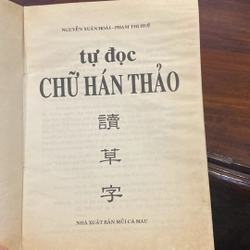 NGUYỄN XUÂN HOÀI - PHẠM THỊ HUỆ
tự đọc
CHỮ HÁN THẢO
讀
草
字
NHÀ XUẤT BẢN MŨI CÀ MAU